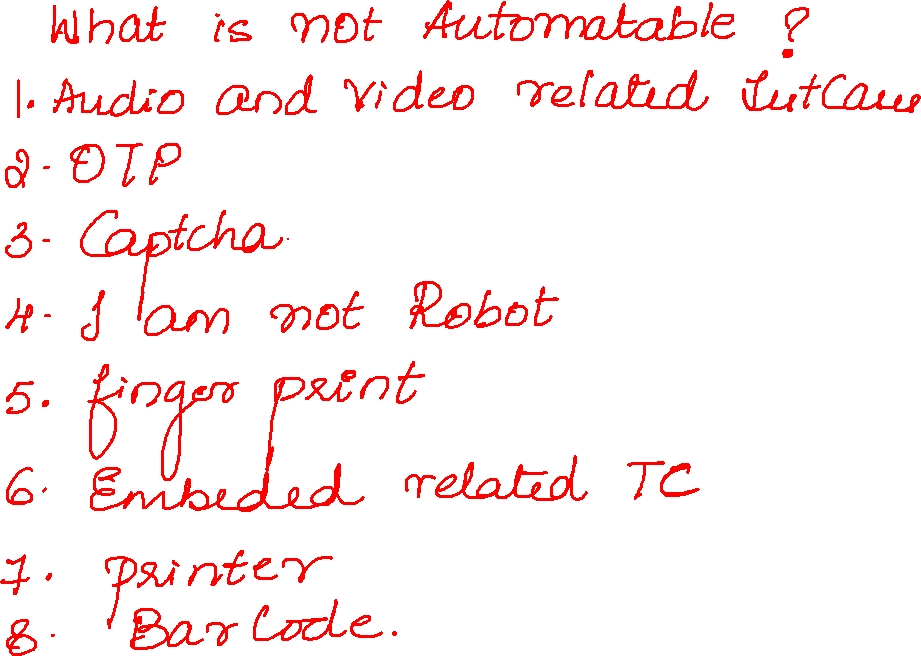 What is not Automatable ?
1. Audio and Video related TestCases
2- OTP
3- Captcha.
4- I am not Robot
5. finger print
6. Embeded related TC
7. printer
8. BarCode.